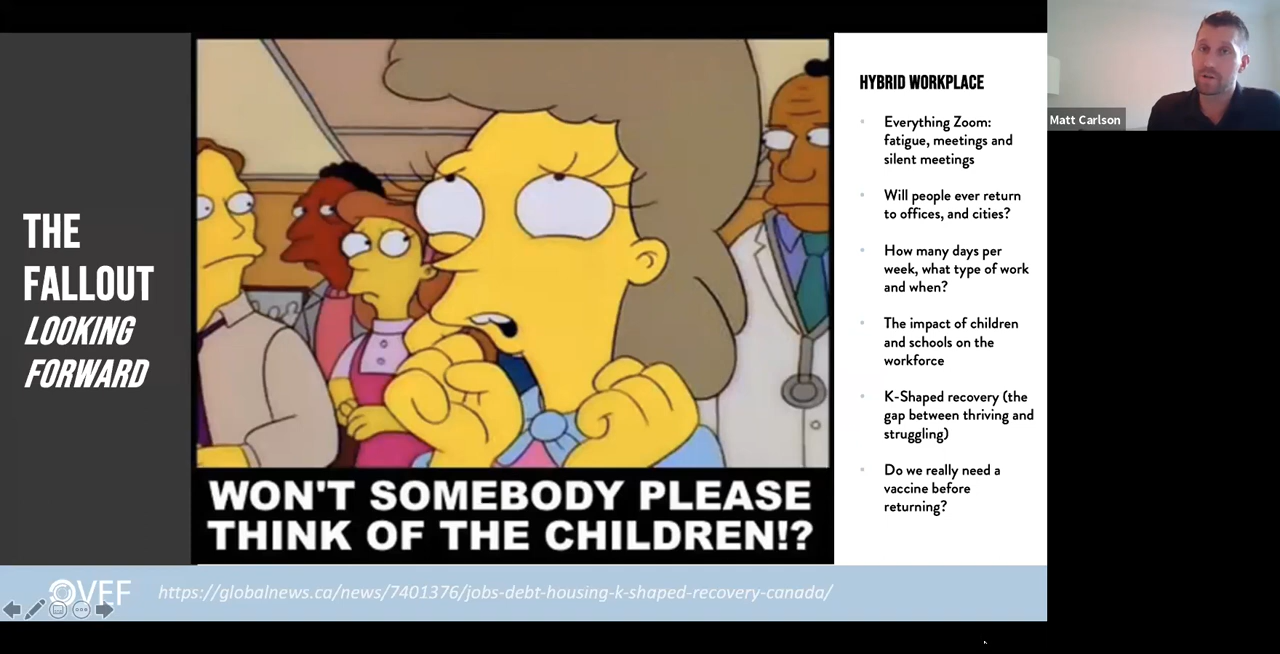 THE
FALLOUT
LOOKING
FORWARD
WON'T SOMEBODY PLEASE
THINK OF THE CHILDREN!?
HYBRID WORKPLACE
Everything Zoom:
fatigue, meetings and
silent meetings
Will people ever return
to offices, and cities?
How many days per
week, what type of work
and when?
The impact of children
and schools on the
workforce
K-Shaped recovery (the
gap between thriving and
struggling)
Do we really need a
vaccine before
returning?
Matt Carlson
https://globalnews.ca/news/7401376/jobs-debt-housing-k-shaped-recovery-canada/